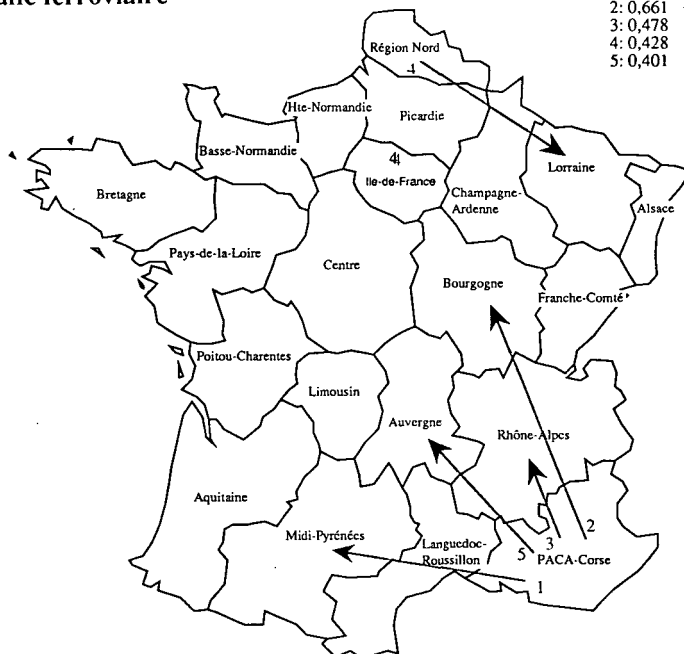 ferroviaire
2: 0,661
3: 0,478
4: 0,428
5: 0,401
Région Nord
4
Hte-Normandie
Picardie
Basse-Normandie
4
Ile-de-France
Lorraine
Bretagne
Champagne-
Ardenne
Alsace
Pays-de-la-Loire
Centre
Bourgogne
Franche-Comté
Poitou-Charentes
Limousin
Auvergne
Rhône-Alpes
Aquitaine
Midi-Pyrénées
Languedoc-
Roussillon
5
3
2
PACA-Corse
1